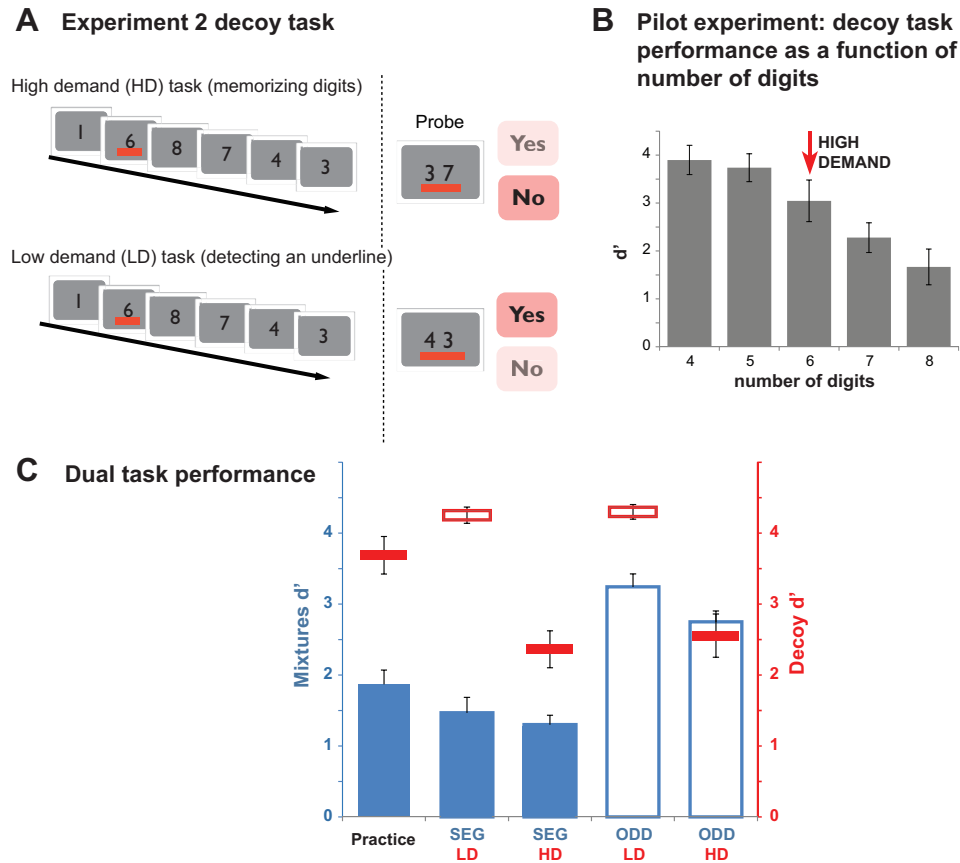 A Experiment 2 decoy task
High demand (HD) task (memorizing digits)
1
6
8
7
4
3
Probe
3 7
Yes
No
Low demand (LD) task (detecting an underline)
1
6
8
7
4
3
4 3
Yes
No
B Pilot experiment: decoy task
performance as a function of
number of digits
HIGH
DEMAND
d'
4
3
2
1
0
4 5 6 7 8
number of digits
C Dual task performance
Mixtures d'
4
3
2
1
0
Decoy d'
4
3
2
1
0
Practice
SEG
LD
SEG
HD
ODD
LD
ODD
HD